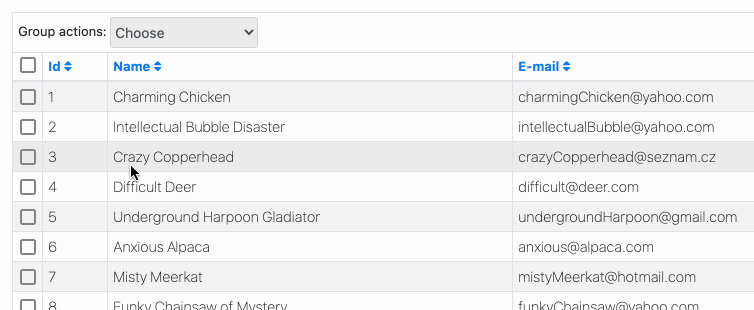 Group actions: Choose
Id Name E-mail
1 Charming Chicken charmingChicken@yahoo.com
2 Intellectual Bubble Disaster intellectualBubble@yahoo.com
3 Crazy Copperhead crazyCopperhead@seznam.cz
4 Difficult Deer difficult@deer.com
5 Underground Harpoon Gladiator undergroundHarpoon@gmail.com
6 Anxious Alpaca anxious@alpaca.com
7 Misty Meerkat mistyMeerkat@hotmail.com
8 Funky Chainsaw of Mystery funkyChainsaw@yahoo.com